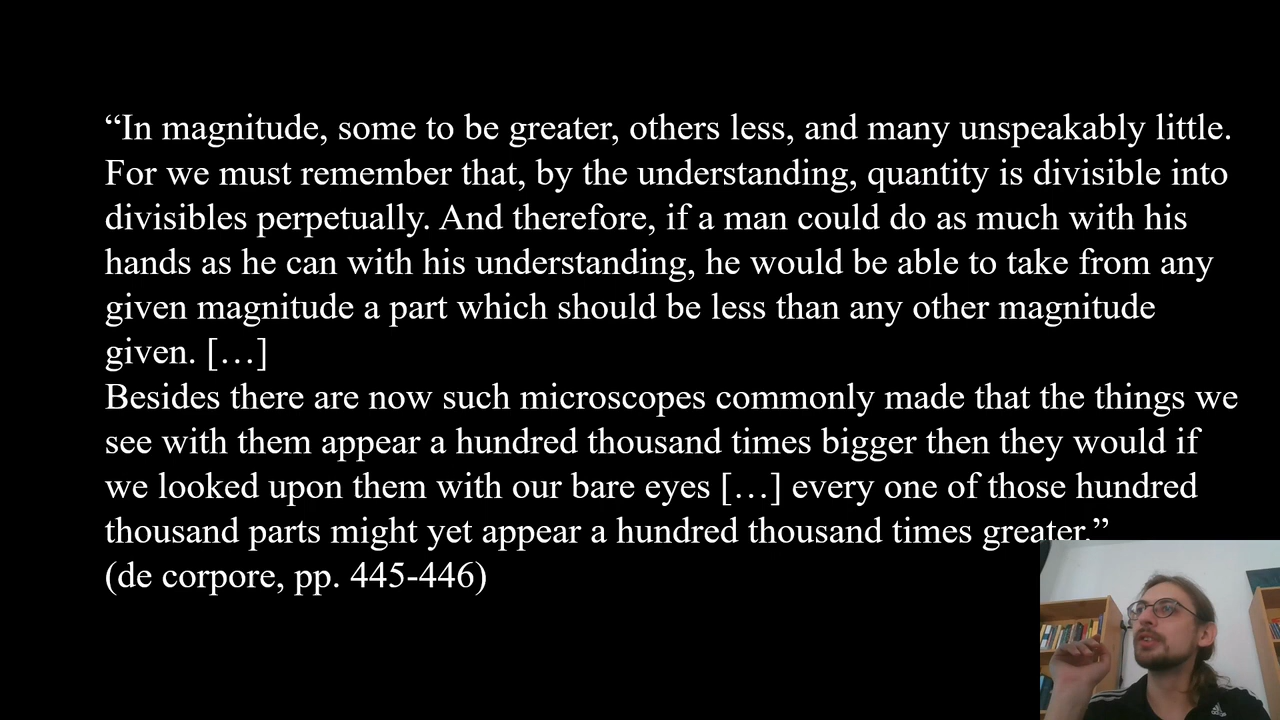 “In magnitude, some to be greater, others less, and many unspeakably little.
For we must remember that, by the understanding, quantity is divisible into
divisibles perpetually. And therefore, if a man could do as much with his
hands as he can with his understanding, he would be able to take from any
given magnitude a part which should be less than any other magnitude
given. […]
Besides there are now such microscopes commonly made that the things we
see with them appear a hundred thousand times bigger then they would if
we looked upon them with our bare eyes […] every one of those hundred
thousand parts might yet appear a hundred thousand times greater.”
(de corpore, pp. 445-446)